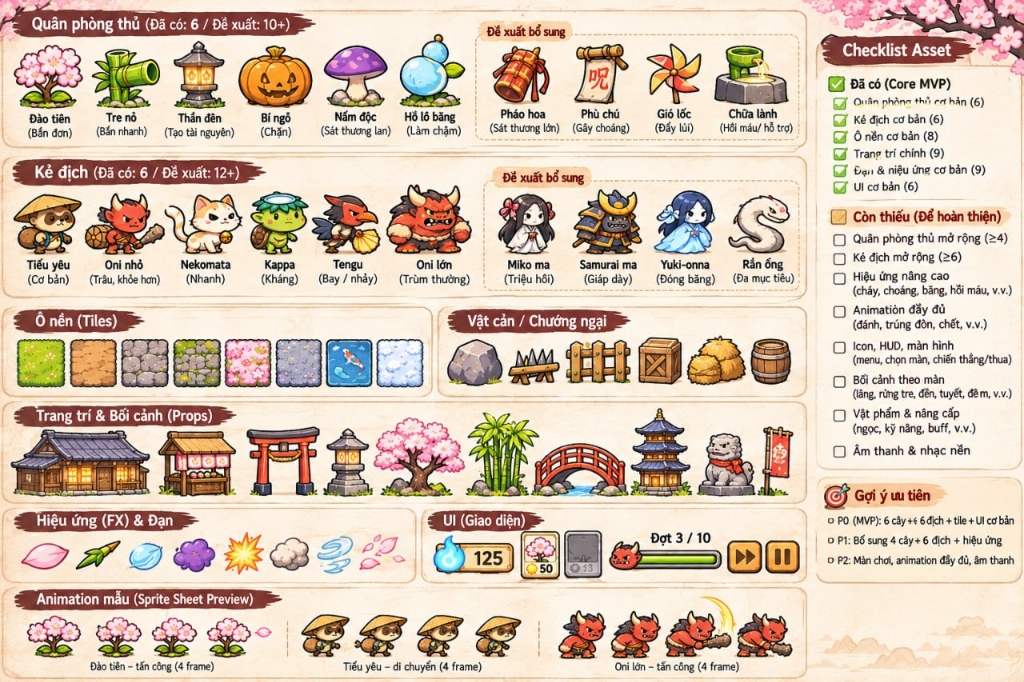 Quân phòng thủ (Đã có: 6 / Đề xuất: 10+)
Đào tiên
(Bắn đơn)
Tre nỏ
(Bắn nhanh)
Thần đèn
(Tạo tài nguyên)
Bí ngô
(Chặn)
Nấm độc
(Sát thương lan)
Hồ lô băng
(Làm chậm)
Đề xuất bổ sung
Pháo hoa
(Sát thương lớn)
呪
Phù chú
(Gây choáng)
Gió lốc
(Đẩy lùi)
Chữa lành
(Hồi máu/ hỗ trợ)
Kẻ địch (Đã có: 6 / Đề xuất: 12+)
Tiểu yêu
(Cơ bản)
Oni nhỏ
(Trâu, khỏe hơn)
Nekomata
(Nhanh)
Kappa
(Kháng)
Tengu
(Bay / nhảy)
Oni lớn
(Trùm thường)
Đề xuất bổ sung
Miko ma
(Triệu hồi)
Samurai ma
(Giáp dày)
Yuki-onna
(Đóng băng)
Rắn ống
(Đa mục tiêu)
Ô nền (Tiles)
Vật cản / Chướng ngại
Trang trí & Bối cảnh (Props)
Hiệu ứng (FX) & Đạn
UI (Giao diện)
125
50
Đợt 3 / 10
Animation mẫu (Sprite Sheet Preview)
Đào tiên – tấn công (4 frame)
Tiểu yêu – di chuyển (4 frame)
Oni lớn – tấn công (4 frame)
Checklist Asset
Đã có (Core MVP)
Quân phòng thủ cơ bản (6)
Kẻ địch cơ bản (6)
Ô nền cơ bản (8)
Trang trí chính (9)
Đạn & niệu ứng cơ bản (9)
UI cơ bản (6)
Còn thiếu (Để hoàn thiện)
Quân phòng thủ mở rộng (≥4)
Kẻ địch mở rộng (≥6)
Hiệu ứng nâng cao
(cháy, choáng, băng, hồi máu, v.v.)
Animation đầy đủ
(đánh, trúng đòn, chết, v.v.)
Icon, HUD, màn hình
(menu, chọn màn, chiến thắng/thua)
Bối cảnh theo màn
(làng, rừng tre, đền, tuyết, đêm, v.v.)
Vật phẩm & nâng cấp
(ngọc, kỹ năng, buff, v.v.)
Âm thanh & nhạc nền
Gợi ý ưu tiên
P0 (MVP): 6 cây +6 địch + tile + UI cơ bản
P1: Bổ sung 4 cây + 6 địch + hiệu ứng
P2: Màn chơi, animation đầy đủ, âm thanh